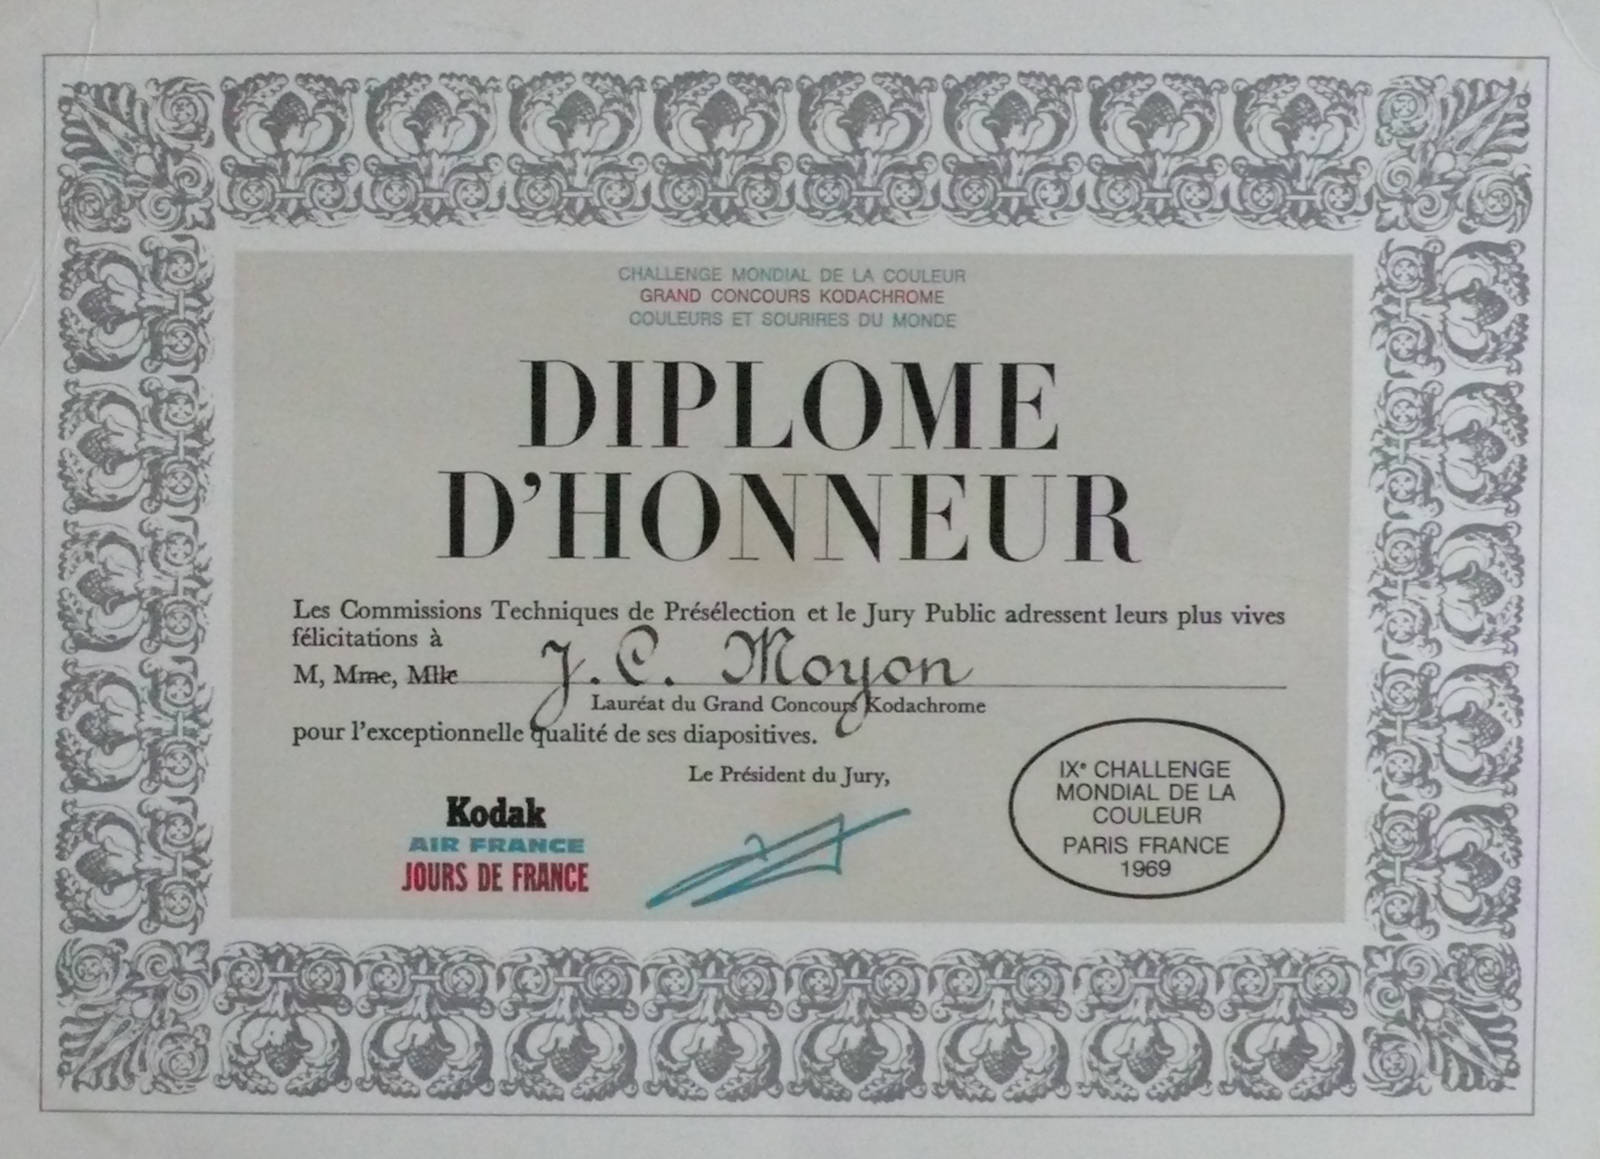 CHALLENGE MONDIAL DE LA COULEUR
GRAND CONCOURS KODACHROME
COULEURS ET SOURIRES DU MONDE
DIPLOME
D'HONNEUR
Les Commissions Techniques de Présélection et le Jury Public adressent leurs plus vives
félicitations à
M, Mme, Mlle J. C. Moyon
Lauréat du Grand Concours Kodachrome
pour l'exceptionnelle qualité de ses diapositives.
Le Président du Jury,
Kodak
AIR FRANCE
JOURS DE FRANCE
IXe CHALLENGE
MONDIAL DE LA
COULEUR
PARIS FRANCE
1969